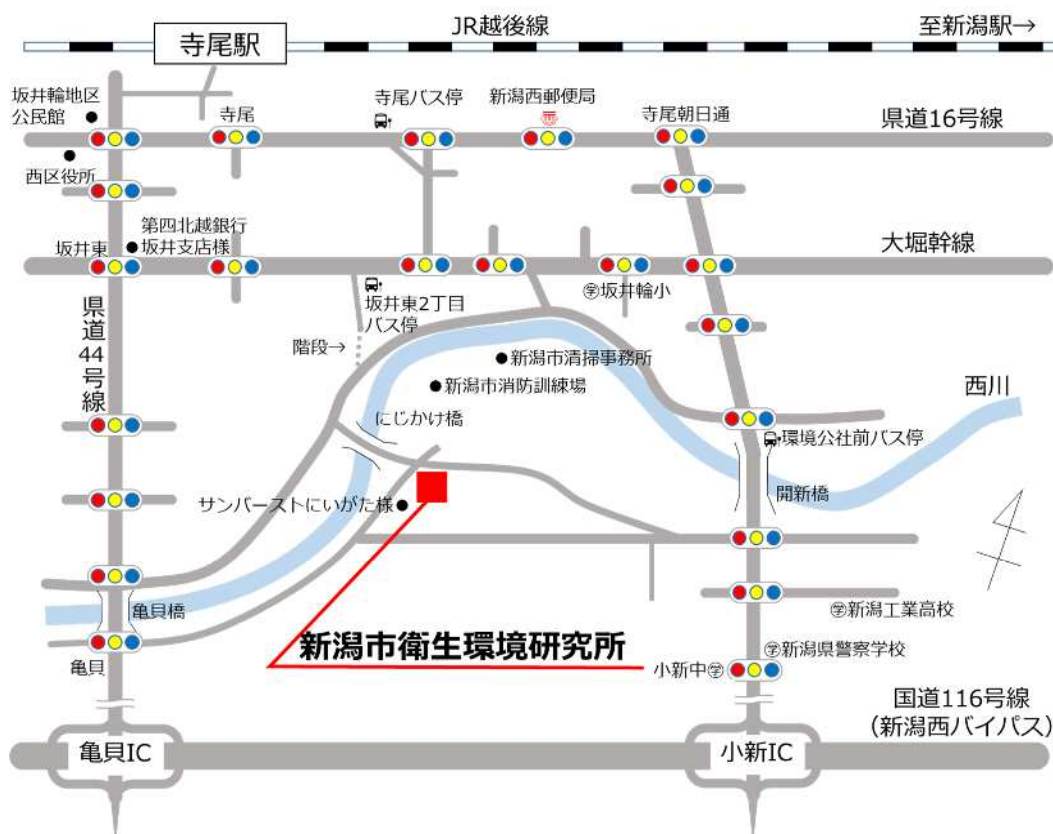 JR越後線
至新潟駅→
寺尾駅
坂井輪地区
公民館
寺尾
寺尾バス停
新潟西郵便局
寺尾朝日通
県道16号線
西区役所
第四北越銀行
坂井支店様
坂井東
大堀幹線
県道44号線
坂井東2丁目
バス停
㊫坂井輪小
階段→
新潟市清掃事務所
新潟市消防訓練場
西川
にじかけ橋
環境公社前バス停
サンバーストにいがた様
開新橋
亀貝橋
㊫新潟工業高校
新潟市衛生環境研究所
㊫新潟県警察学校
亀貝
小新中㊫
国道116号線
(新潟西バイパス)
亀貝IC
小新IC